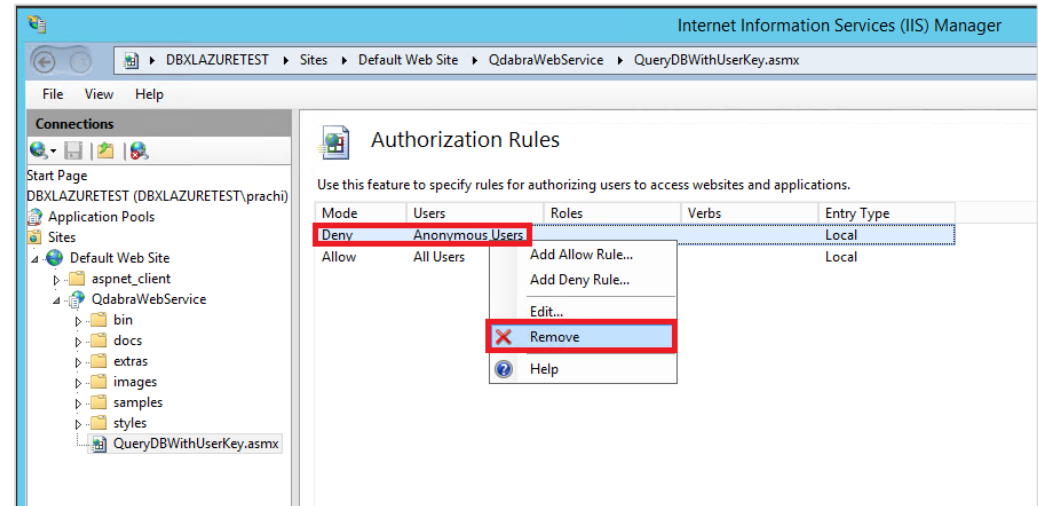 Internet Information Services (IIS) Manager
DBXLAZURETEST Sites Default Web Site QdabraWebService QueryDBWithUserKey.asmx
File View Help
Connections
Start Page
DBXLAZURETEST (DBXLAZURETEST\prachi)
Application Pools
Sites
Default Web Site
aspnet_client
QdabraWebService
bin
docs
extras
images
samples
styles
QueryDBWithUserKey.asmx
Authorization Rules
Use this feature to specify rules for authorizing users to access websites and applications.
Mode Users Roles Verbs Entry Type
Deny Anonymous Users Local
Allow All Users Local
Add Allow Rule...
Add Deny Rule...
Edit...
Remove
Help